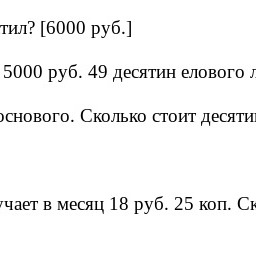 тил? [6000 руб.]
5000 руб. 49 десятин елового л
основого. Сколько стоит десяти
учает в месяц 18 руб. 25 коп. Ск